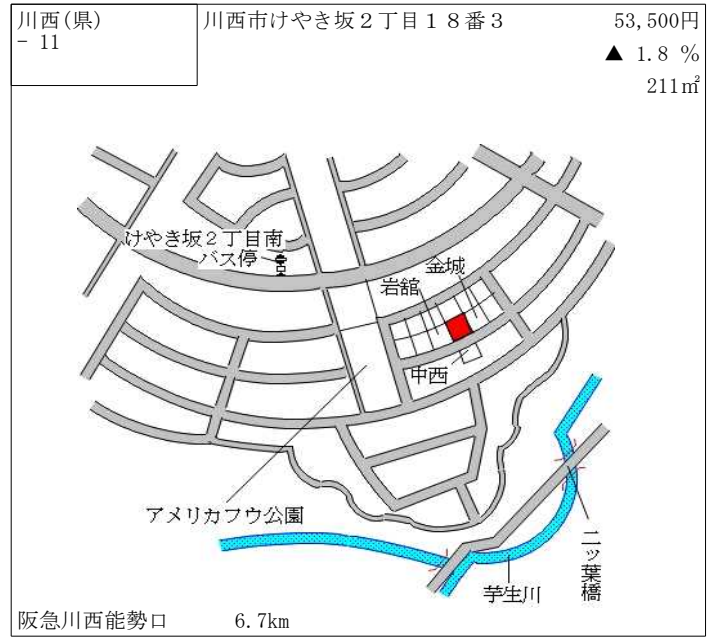 川西(県)
－ 11
川西市けやき坂２丁目１８番３
53,500円
▲ 1.8 %
211㎡
けやき坂２丁目南
バス停
金城
岩舘
中西
アメリカフウ公園
二ッ葉橋
芋生川
阪急川西能勢口 6.7km